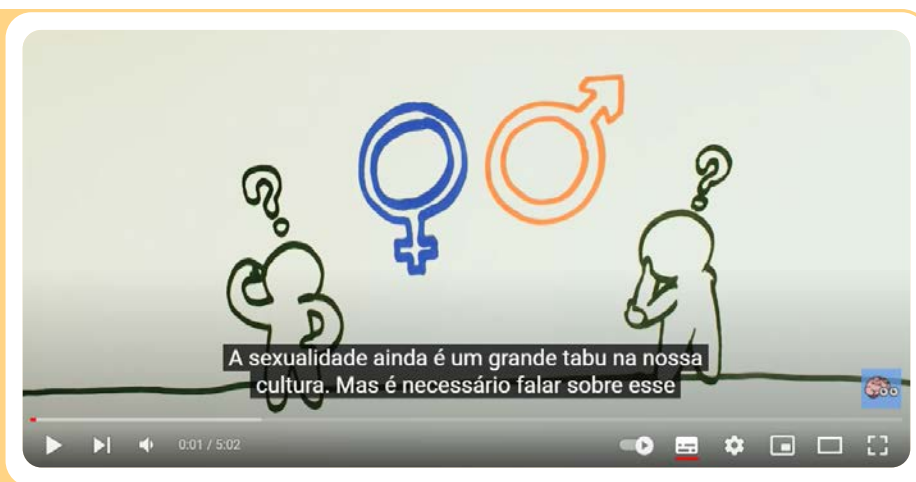 ?
?
A sexualidade ainda é um grande tabu na nossa
cultura. Mas é necessário falar sobre esse
0:01 / 5:02